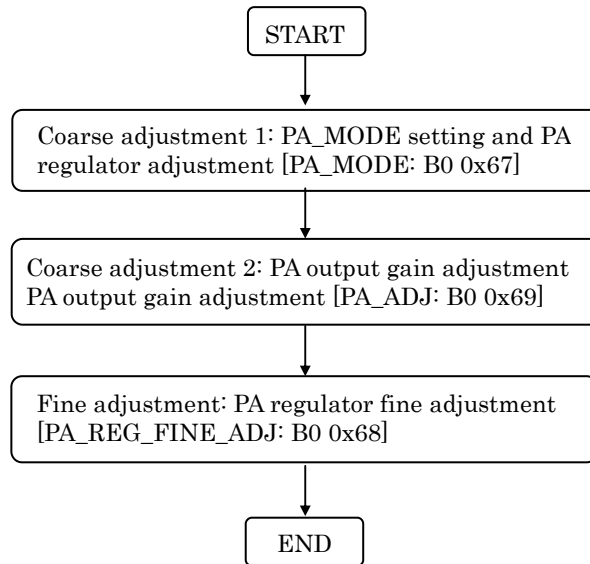 START
Coarse adjustment 1: PA_MODE setting and PA
regulator adjustment [PA_MODE: B0 0x67]
Coarse adjustment 2: PA output gain adjustment
PA output gain adjustment [PA_ADJ: B0 0x69]
Fine adjustment: PA regulator fine adjustment
[PA_REG_FINE_ADJ: B0 0x68]
END